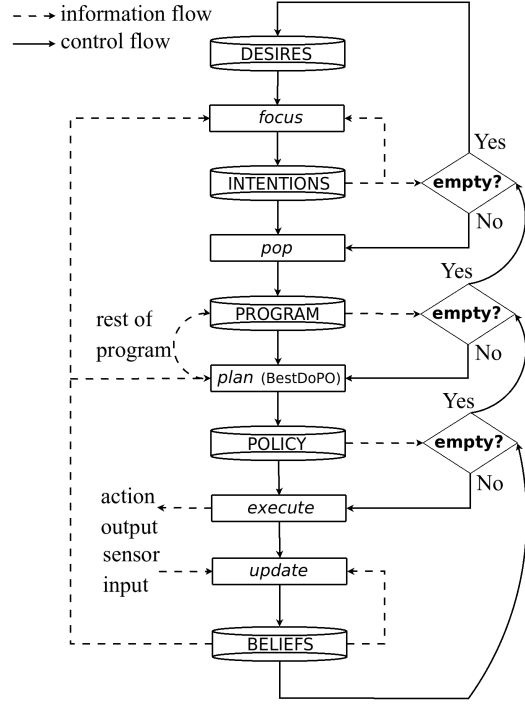 information flow
control flow
DESIRES
focus
Yes
INTENTIONS
empty?
No
pop
Yes
rest of
program
PROGRAM
empty?
No
plan (BestDoPO)
Yes
POLICY
empty?
No
action
output
execute
sensor
input
update
BELIEFS